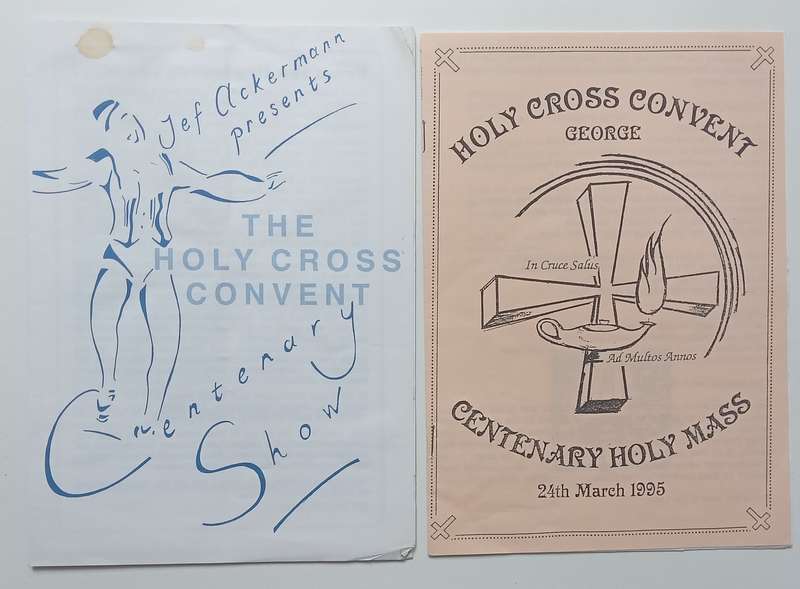 Jef Ackermann
presents
THE
HOLY CROSS
CONVENT
Centenary
Show
HOLY CROSS CONVENT
GEORGE
In Cruce Salus
Ad Multos Annos
CENTENARY HOLY MASS
24th March 1995